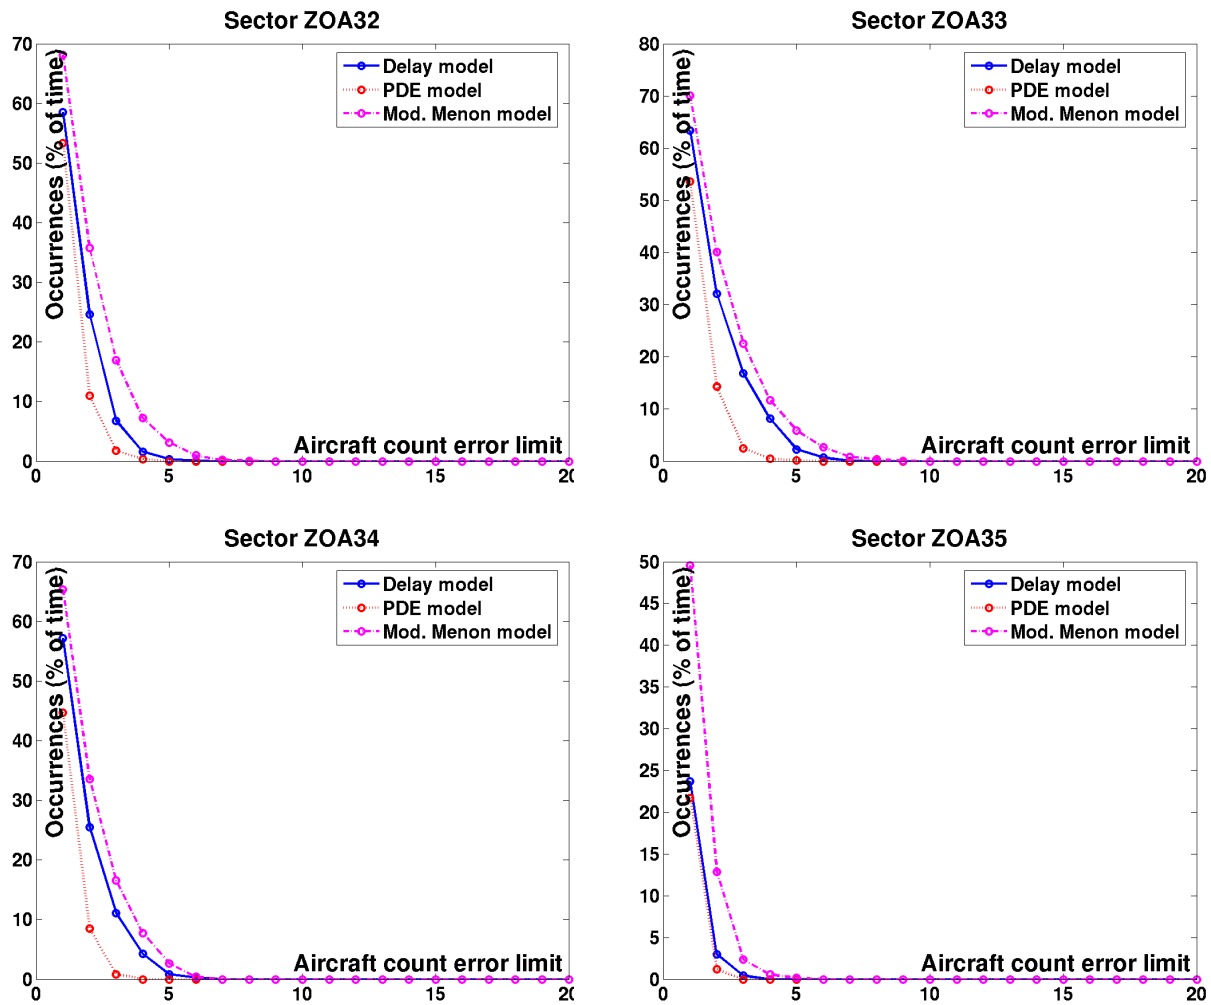 Sector ZOA32
Occurrences (% of time)
70
60
50
40
30
20
10
0
Delay model
PDE model
Mod. Menon model
Aircraft count error limit
0 5 10 15 20
Sector ZOA33
Occurrences (% of time)
80
70
60
50
40
30
20
10
0
Delay model
PDE model
Mod. Menon model
Aircraft count error limit
0 5 10 15 20
Sector ZOA34
Occurrences (% of time)
70
60
50
40
30
20
10
0
Delay model
PDE model
Mod. Menon model
Aircraft count error limit
0 5 10 15 20
Sector ZOA35
Occurrences (% of time)
50
45
40
35
30
25
20
15
10
5
0
Delay model
PDE model
Mod. Menon model
Aircraft count error limit
0 5 10 15 20